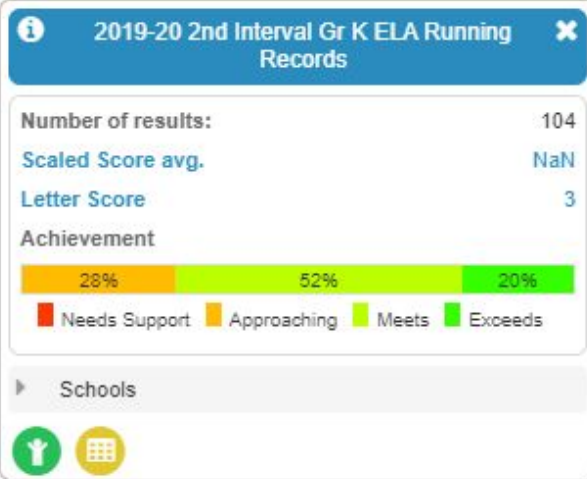 2019-20 2nd Interval Gr K ELA Running
Records
Number of results: 104
Scaled Score avg. NaN
Letter Score 3
Achievement
28% 52% 20%
Needs Support Approaching Meets Exceeds
Schools